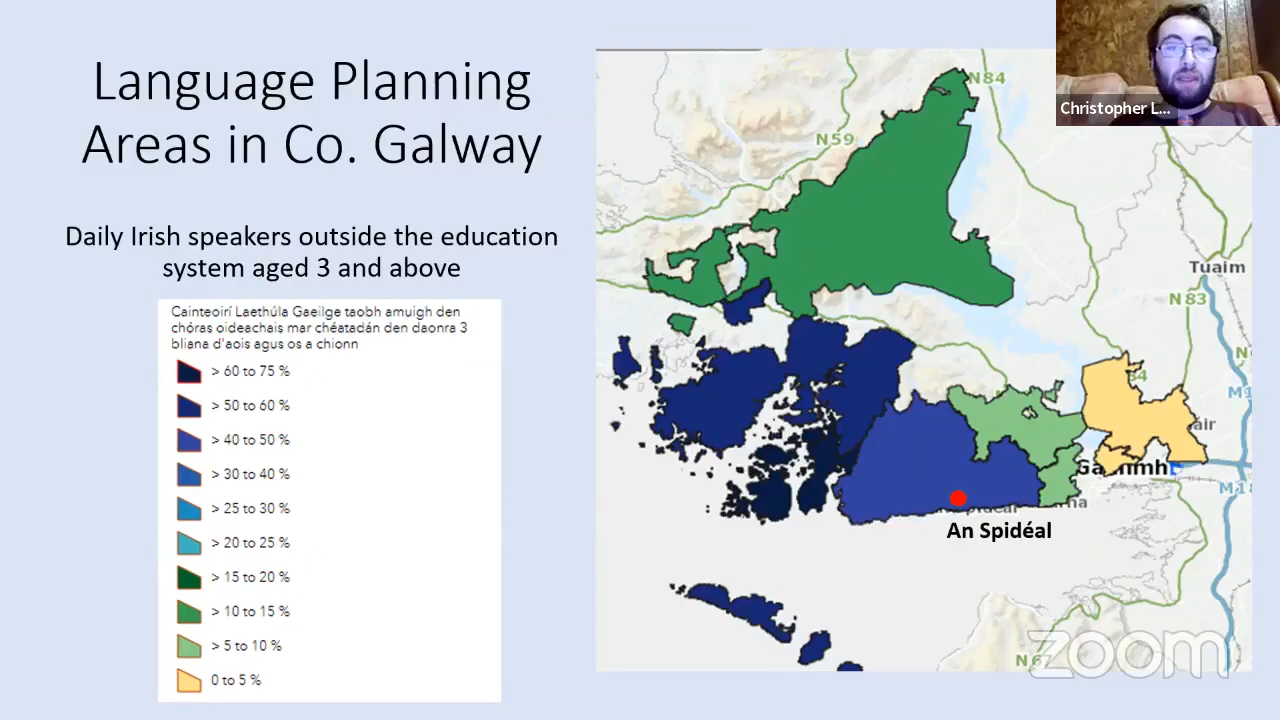 Language Planning
Areas in Co. Galway
Daily Irish speakers outside the education
system aged 3 and above
Cainteoirí Laethúla Gaeilge taobh amuigh den
chóras oideachais mar chéatadán den daonra 3
bliana d'aois agus os a chionn
> 60 to 75 %
> 50 to 60 %
> 40 to 50 %
> 30 to 40 %
> 25 to 30 %
> 20 to 25 %
> 15 to 20 %
> 10 to 15 %
> 5 to 10 %
0 to 5 %
N84
N59
Tuaim
N83
An Spidéal
Christopher L...
zoom